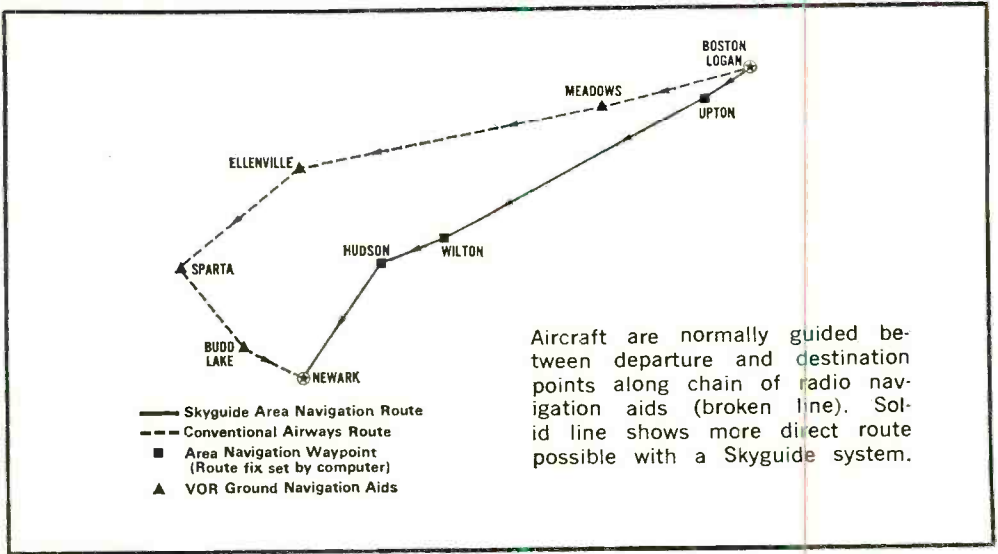 BOSTON
LOGAN
MEADOWS
UPTON
ELLENVILLE
HUDSON
WILTON
SPARTA
BUDD
LAKE
NEWARK
Skyguide Area Navigation Route
Conventional Airways Route
Area Navigation Waypoint
(Route fix set by computer)
VOR Ground Navigation Aids
Aircraft are normally guided be-
tween departure and destination
points along chain of radio nav-
igation aids (broken line). Sol-
id line shows more direct route
possible with a Skyguide system.